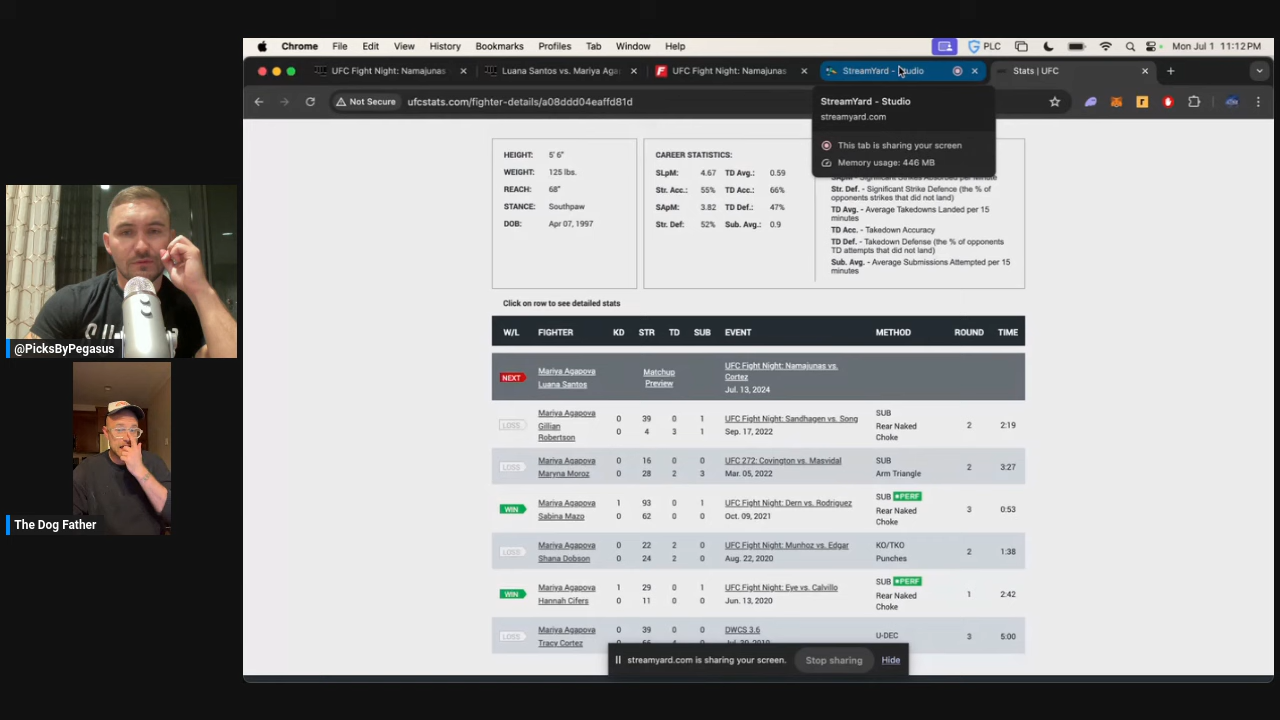 Chrome File Edit View History Bookmarks Profiles Tab Window Help PLC Mon Jul 1 11:12 PM
UFC Fight Night: Namajunas Luana Santos vs. Mariya Aga UFC Fight Night: Namajunas StreamYard - Studio Stats | UFC
Not Secure ufcstats.com/fighter-details/a08ddd04eaffd81d
StreamYard - Studio
streamyard.com
This tab is sharing your screen
Memory usage: 446 MB
HEIGHT: 5' 6"
WEIGHT: 125 lbs.
REACH: 68"
STANCE: Southpaw
DOB: Apr 07, 1997
CAREER STATISTICS:
SLpM: 4.67 TD Avg.: 0.59
Str. Acc.: 55% TD Acc.: 66%
SApM: 3.82 TD Def.: 47%
Str. Def: 52% Sub. Avg.: 0.9
Str. Def. - Significant Strike Defence (the % of
opponents strikes that did not land)
TD Avg. - Average Takedowns Landed per 15
minutes
TD Acc. - Takedown Accuracy
TD Def. - Takedown Defense (the % of opponents
TD attempts that did not land)
Sub. Avg. - Average Submissions Attempted per 15
minutes
Click on row to see detailed stats
W/L FIGHTER KD STR TD SUB EVENT METHOD ROUND TIME
NEXT Mariya Agapova Matchup UFC Fight Night: Namajunas vs.
Luana Santos Preview Cortez
Jul. 13, 2024
LOSS Mariya Agapova 0 39 0 1 UFC Fight Night: Sandhagen vs. Song SUB 2 2:19
Gillian 0 4 3 1 Sep. 17, 2022 Rear Naked
Robertson Choke
LOSS Mariya Agapova 0 16 0 0 UFC 272: Covington vs. Masvidal SUB 2 3:27
Maryna Moroz 0 28 2 3 Mar. 05, 2022 Arm Triangle
WIN Mariya Agapova 1 93 0 1 UFC Fight Night: Dern vs. Rodriguez SUB PERF 3 0:53
Sabina Mazo 0 62 0 0 Oct. 09, 2021 Rear Naked
Choke
LOSS Mariya Agapova 0 22 2 0 UFC Fight Night: Munhoz vs. Edgar KO/TKO 2 1:38
Shana Dobson 0 24 2 0 Aug. 22, 2020 Punches
WIN Mariya Agapova 1 29 0 1 UFC Fight Night: Eye vs. Calvillo SUB PERF 1 2:42
Hannah Cifers 0 11 0 0 Jun. 13, 2020 Rear Naked
Choke
LOSS Mariya Agapova 0 39 0 0 DWCS 3.6 U-DEC 3 5:00
Tracy Cortez
streamyard.com is sharing your screen. Stop sharing Hide
@PicksByPegasus
The Dog Father